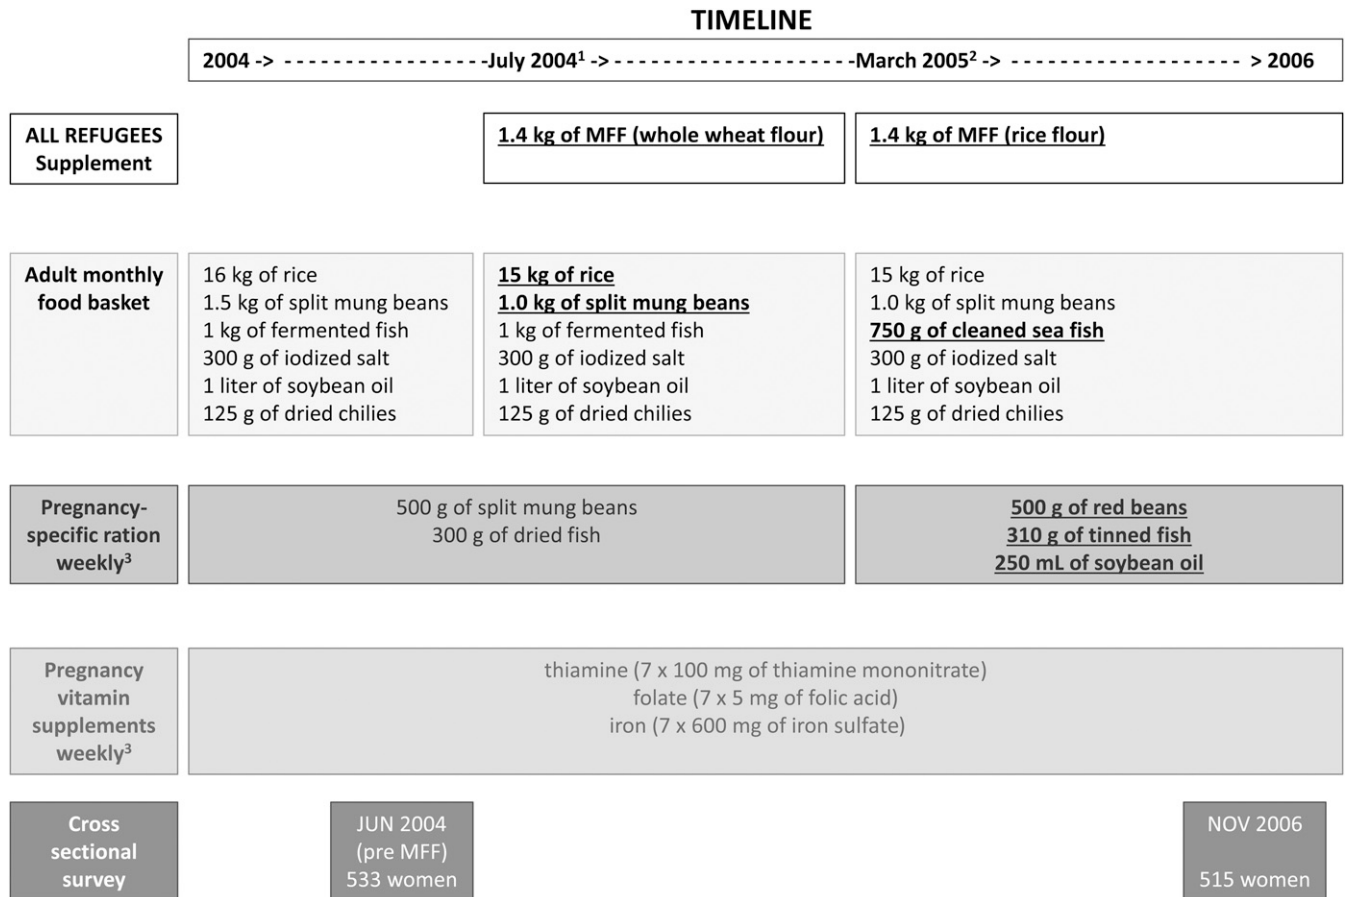 TIMELINE
2004 -> - - - - - - - - - - - - - - - - -July 2004¹ -> - - - - - - - - - - - - - - - - - - - -March 2005² -> - - - - - - - - - - - - - - - - - - - > 2006
ALL REFUGEES
Supplement
1.4 kg of MFF (whole wheat flour)
1.4 kg of MFF (rice flour)
Adult monthly
food basket
16 kg of rice
1.5 kg of split mung beans
1 kg of fermented fish
300 g of iodized salt
1 liter of soybean oil
125 g of dried chilies
15 kg of rice
1.0 kg of split mung beans
1 kg of fermented fish
300 g of iodized salt
1 liter of soybean oil
125 g of dried chilies
15 kg of rice
1.0 kg of split mung beans
750 g of cleaned sea fish
300 g of iodized salt
1 liter of soybean oil
125 g of dried chilies
Pregnancy-
specific ration
weekly³
500 g of split mung beans
300 g of dried fish
500 g of red beans
310 g of tinned fish
250 mL of soybean oil
Pregnancy
vitamin
supplements
weekly³
thiamine (7 x 100 mg of thiamine mononitrate)
folate (7 x 5 mg of folic acid)
iron (7 x 600 mg of iron sulfate)
Cross
sectional
survey
JUN 2004
(pre MFF)
533 women
NOV 2006
515 women